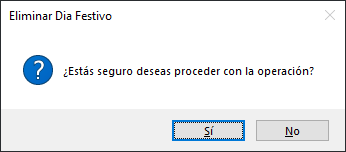 Eliminar Dia Festivo
¿Estás seguro deseas proceder con la operación?
Sí
No